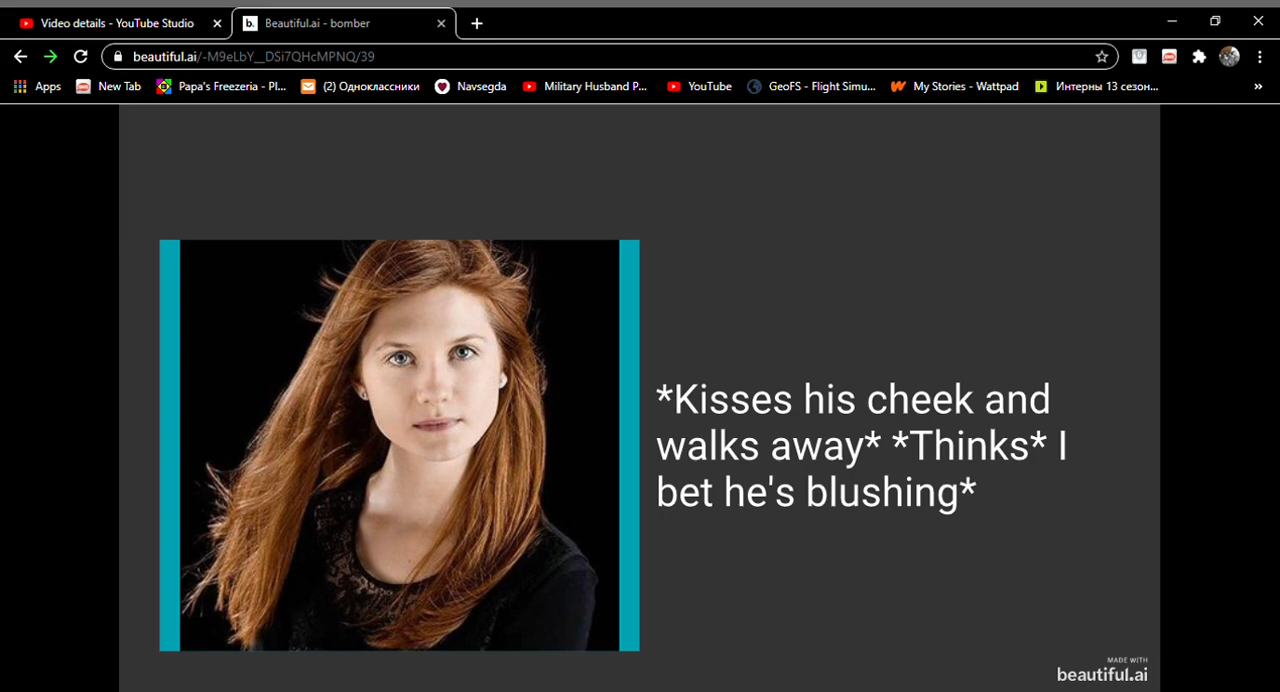 Video details - YouTube Studio
b. Beautiful.ai - bomber
beautiful.ai/-M9eLbY__DSi7QHcMPNQ/39
Apps
New Tab
Papa's Freezeria - Pl...
(2) Одноклассники
Navsegda
Military Husband P...
YouTube
GeoFS - Flight Simu...
My Stories - Wattpad
Интерны 13 сезон...
*Kisses his cheek and
walks away* *Thinks* I
bet he's blushing*
MADE WITH
beautiful.ai